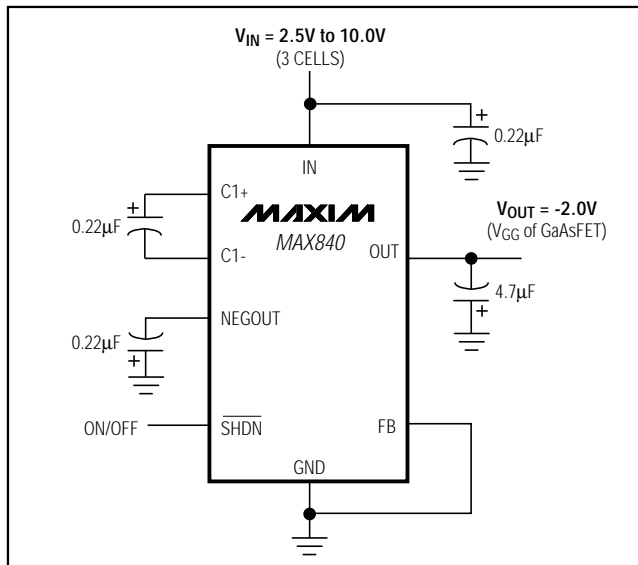 VIN = 2.5V to 10.0V
(3 CELLS)
+
0.22µF
IN
C1+
MAXIM
MAX840
+
0.22µF
C1-
OUT
VOUT = -2.0V
(VGG of GaAsFET)
4.7µF
+
NEGOUT
0.22µF
+
ON/OFF
SHDN
FB
GND